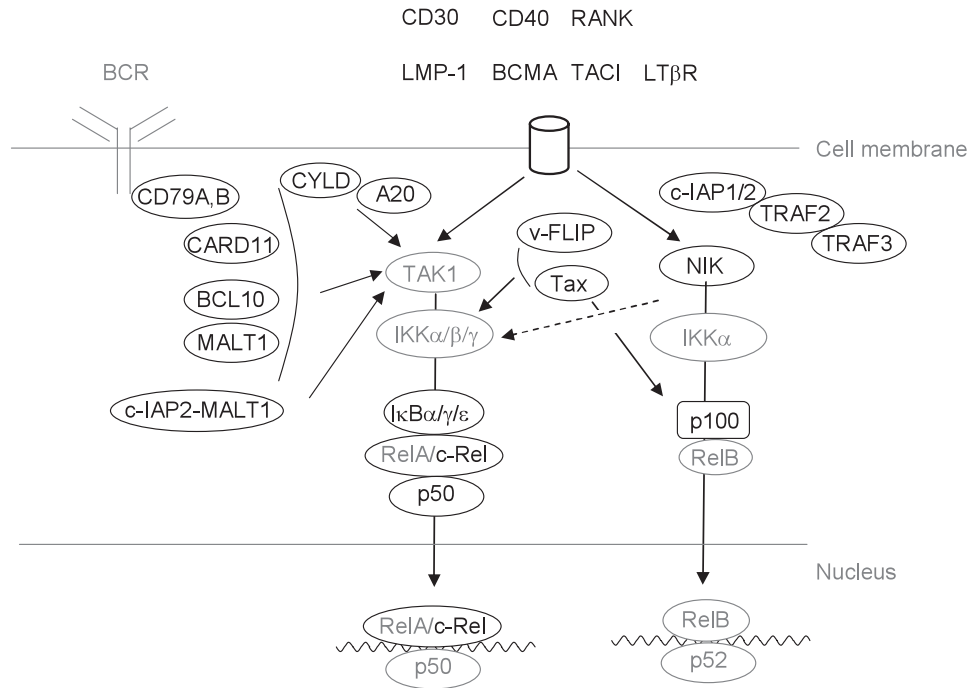 CD30 CD40 RANK
BCR
LMP-1 BCMA TACI LTβR
Cell membrane
CYLD
A20
CD79A,B
c-IAP1/2
TRAF2
TRAF3
CARD11
v-FLIP
TAK1
Tax
NIK
BCL10
MALT1
IKKα/β/γ
IKKα
c-IAP2-MALT1
IκBα/γ/ε
p100
RelA/c-Rel
RelB
p50
Nucleus
RelA/c-Rel
RelB
p50
p52